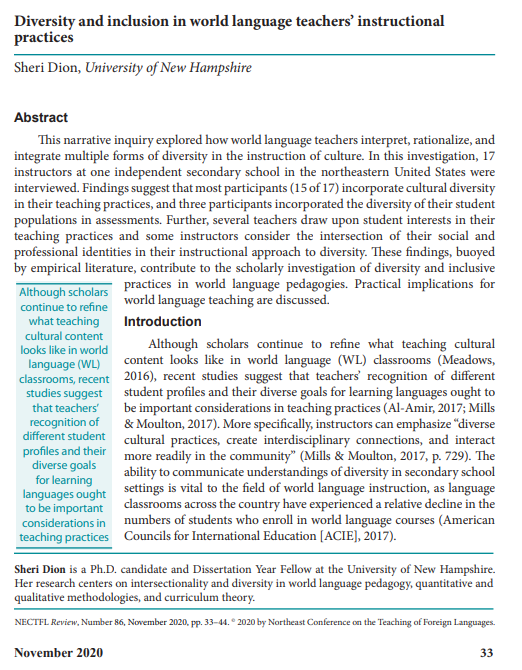 Diversity and inclusion in world language teachers' instructional
practices
Sheri Dion, University of New Hampshire
Abstract
This narrative inquiry explored how world language teachers interpret, rationalize, and
integrate multiple forms of diversity in the instruction of culture. In this investigation, 17
instructors at one independent secondary school in the northeastern United States were
interviewed. Findings suggest that most participants (15 of 17) incorporate cultural diversity
in their teaching practices, and three participants incorporated the diversity of their student
populations in assessments. Further, several teachers draw upon student interests in their
teaching practices and some instructors consider the intersection of their social and
professional identities in their instructional approach to diversity. These findings, buoyed
by empirical literature, contribute to the scholarly investigation of diversity and inclusive
practices in world language pedagogies. Practical implications for
world language teaching are discussed.
Although scholars
continue to refine
what teaching
cultural content
looks like in world
language (WL)
classrooms, recent
studies suggest
that teachers'
recognition of
different student
profiles and their
diverse goals
for learning
languages ought
to be important
considerations in
teaching practices
Introduction
Although scholars continue to refine what teaching cultural
content looks like in world language (WL) classrooms (Meadows,
2016), recent studies suggest that teachers' recognition of different
student profiles and their diverse goals for learning languages ought to
be important considerations in teaching practices (Al-Amir, 2017; Mills
& Moulton, 2017). More specifically, instructors can emphasize "diverse
cultural practices, create interdisciplinary connections, and interact
more readily in the community" (Mills & Moulton, 2017, p. 729). The
ability to communicate understandings of diversity in secondary school
settings is vital to the field of world language instruction, as language
classrooms across the country have experienced a relative decline in the
numbers of students who enroll in world language courses (American
Councils for International Education [ACIE], 2017).
Sheri Dion is a Ph.D. candidate and Dissertation Year Fellow at the University of New Hampshire.
Her research centers on intersectionality and diversity in world language pedagogy, quantitative and
qualitative methodologies, and curriculum theory.
NECTFL Review, Number 86, November 2020, pp. 33–44. © 2020 by Northeast Conference on the Teaching of Foreign Languages.
November 2020 33